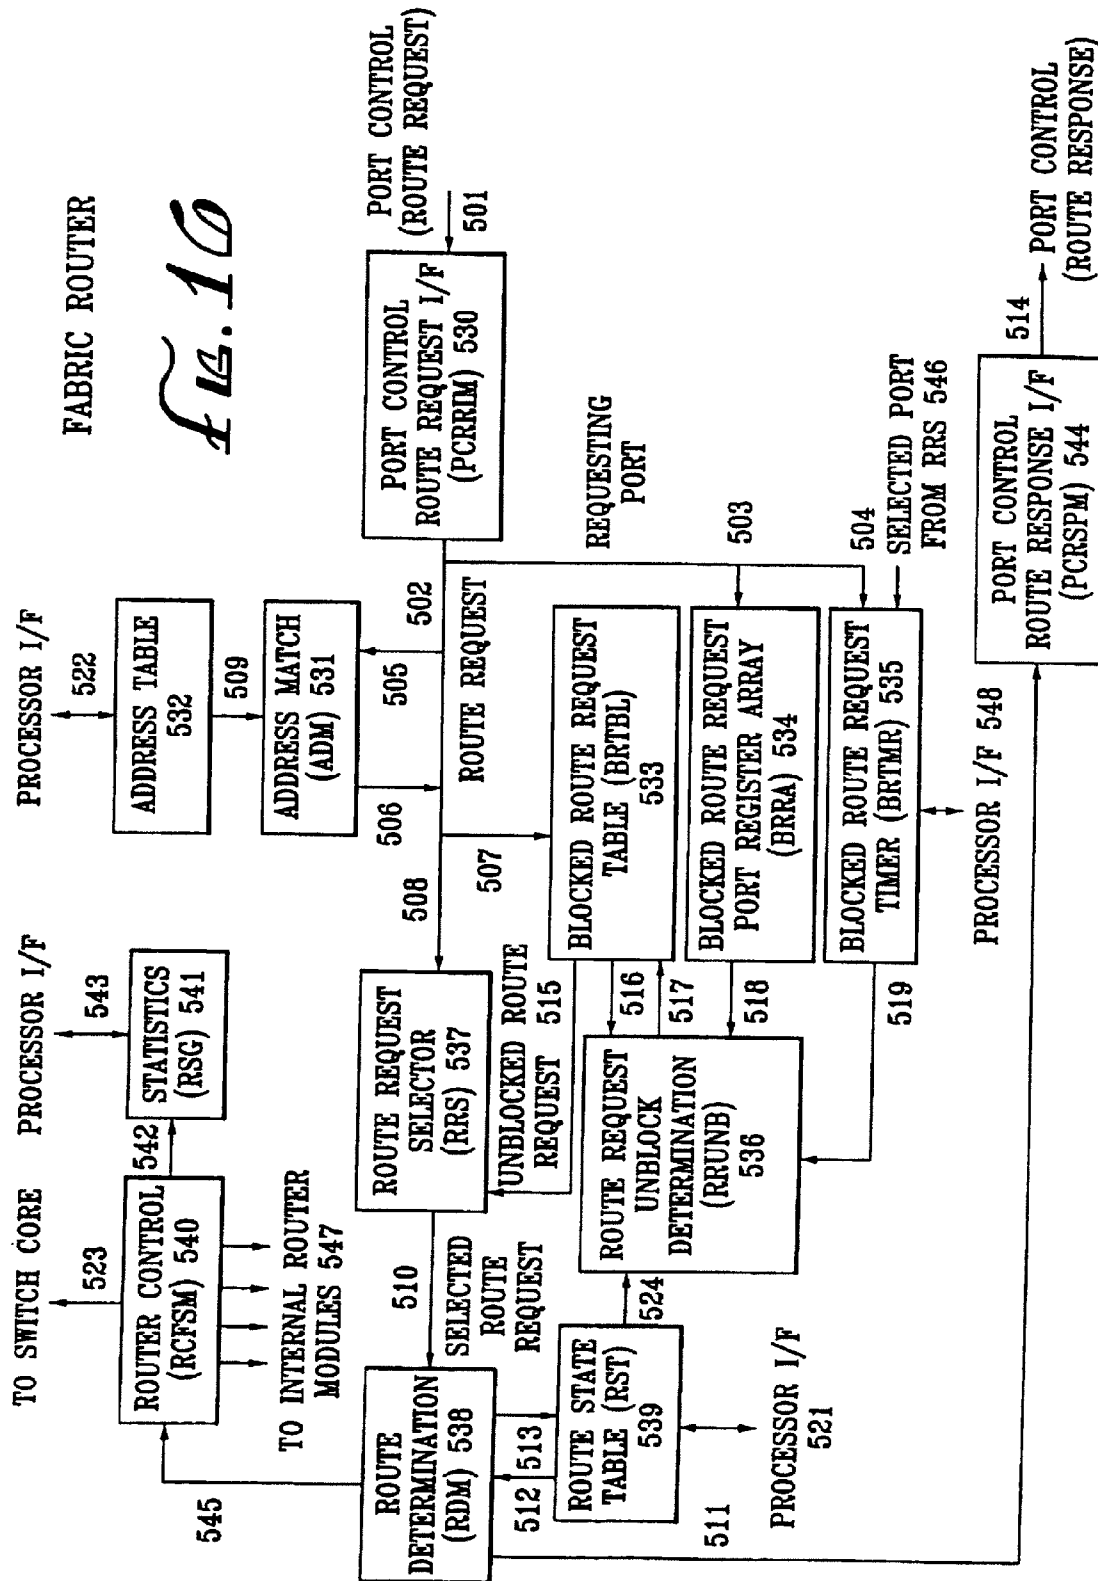 FABRIC ROUTER
FIG. 16
TO SWITCH CORE
PROCESSOR I/F
PROCESSOR I/F
523
543
522
ROUTER CONTROL
(RCFSM) 540
542
STATISTICS
(RSG) 541
ADDRESS TABLE
532
509
ADDRESS MATCH
(ADM) 531
TO INTERNAL ROUTER
MODULES 547
545
506
505
508
502
507
ROUTE REQUEST
PORT CONTROL
(ROUTE REQUEST)
501
PORT CONTROL
ROUTE REQUEST I/F
(PCRRIM) 530
ROUTE
DETERMINATION
(RDM) 538
510
SELECTED
ROUTE
REQUEST
ROUTE REQUEST
SELECTOR
(RRS) 537
UNBLOCKED ROUTE
REQUEST
515
REQUESTING
PORT
503
504
512
513
ROUTE STATE
TABLE (RST)
539
524
ROUTE REQUEST
UNBLOCK
DETERMINATION
(RRUNB)
536
516
517
518
519
BLOCKED ROUTE REQUEST
TABLE (BRTBL)
533
BLOCKED ROUTE REQUEST
PORT REGISTER ARRAY
(BRRA) 534
BLOCKED ROUTE REQUEST
TIMER (BRTMR) 535
SELECTED PORT
FROM RRS 546
511
PROCESSOR I/F
521
PROCESSOR I/F 548
PORT CONTROL
ROUTE RESPONSE I/F
(PCRSPM) 544
514
PORT CONTROL
(ROUTE RESPONSE)